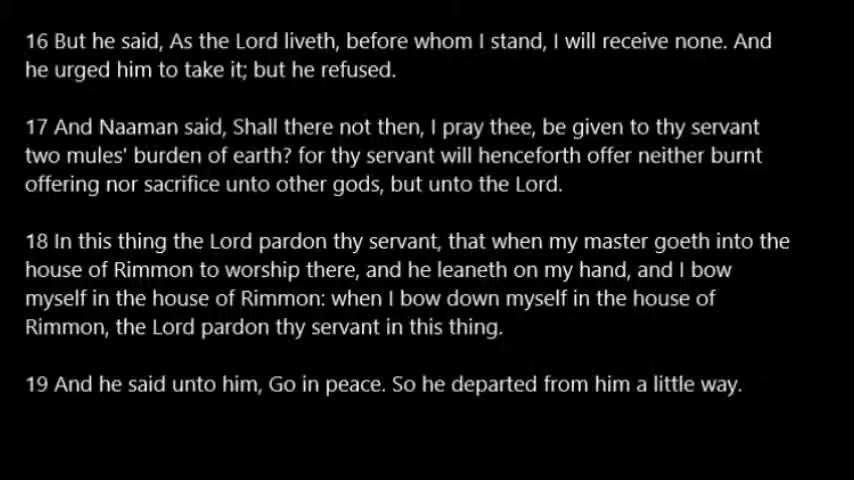 16 But he said, As the Lord liveth, before whom I stand, I will receive none. And
he urged him to take it; but he refused.
17 And Naaman said, Shall there not then, I pray thee, be given to thy servant
two mules' burden of earth? for thy servant will henceforth offer neither burnt
offering nor sacrifice unto other gods, but unto the Lord.
18 In this thing the Lord pardon thy servant, that when my master goeth into the
house of Rimmon to worship there, and he leaneth on my hand, and I bow
myself in the house of Rimmon: when I bow down myself in the house of
Rimmon, the Lord pardon thy servant in this thing.
19 And he said unto him, Go in peace. So he departed from him a little way.